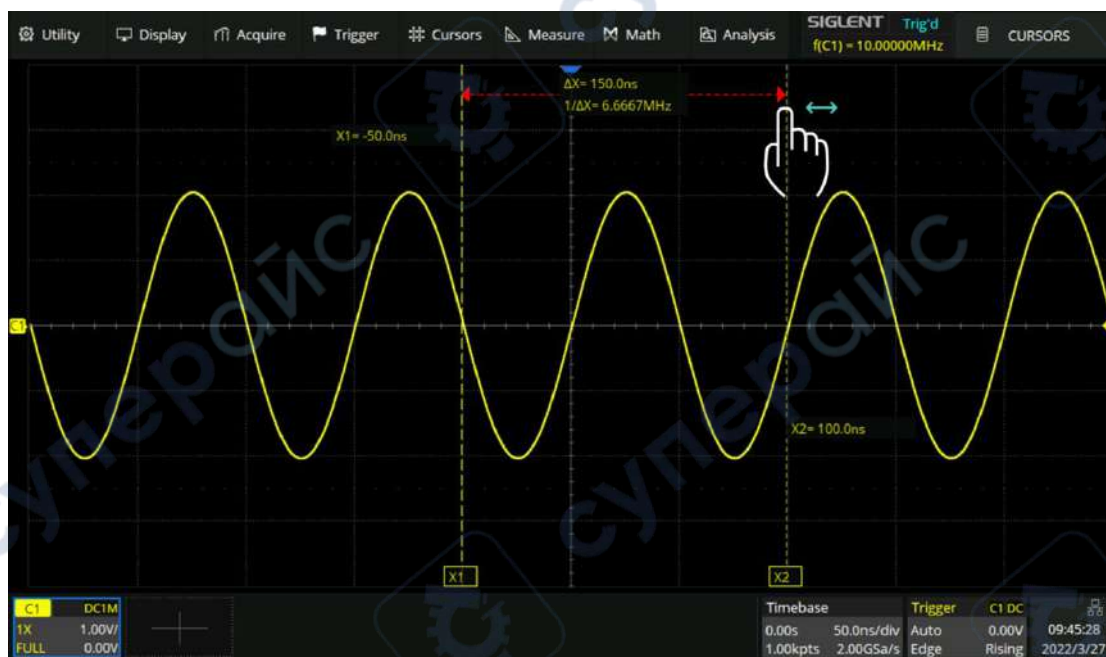 Utility Display Acquire Trigger Cursors Measure Math Analysis
SIGLENT Trig'd
f(C1) = 10.00000MHz
CURSORS
ΔX= 150.0ns
1/ΔX= 6.6667MHz
X1= -50.0ns
C1
X2= 100.0ns
X1 X2
C1 DC1M
1X 1.00V/
FULL 0.00V
Timebase
0.00s 50.0ns/div
1.00kpts 2.00GSa/s
Trigger C1 DC
Auto 0.00V
Edge Rising
09:45:28
2022/3/27
суперайс
суперайс